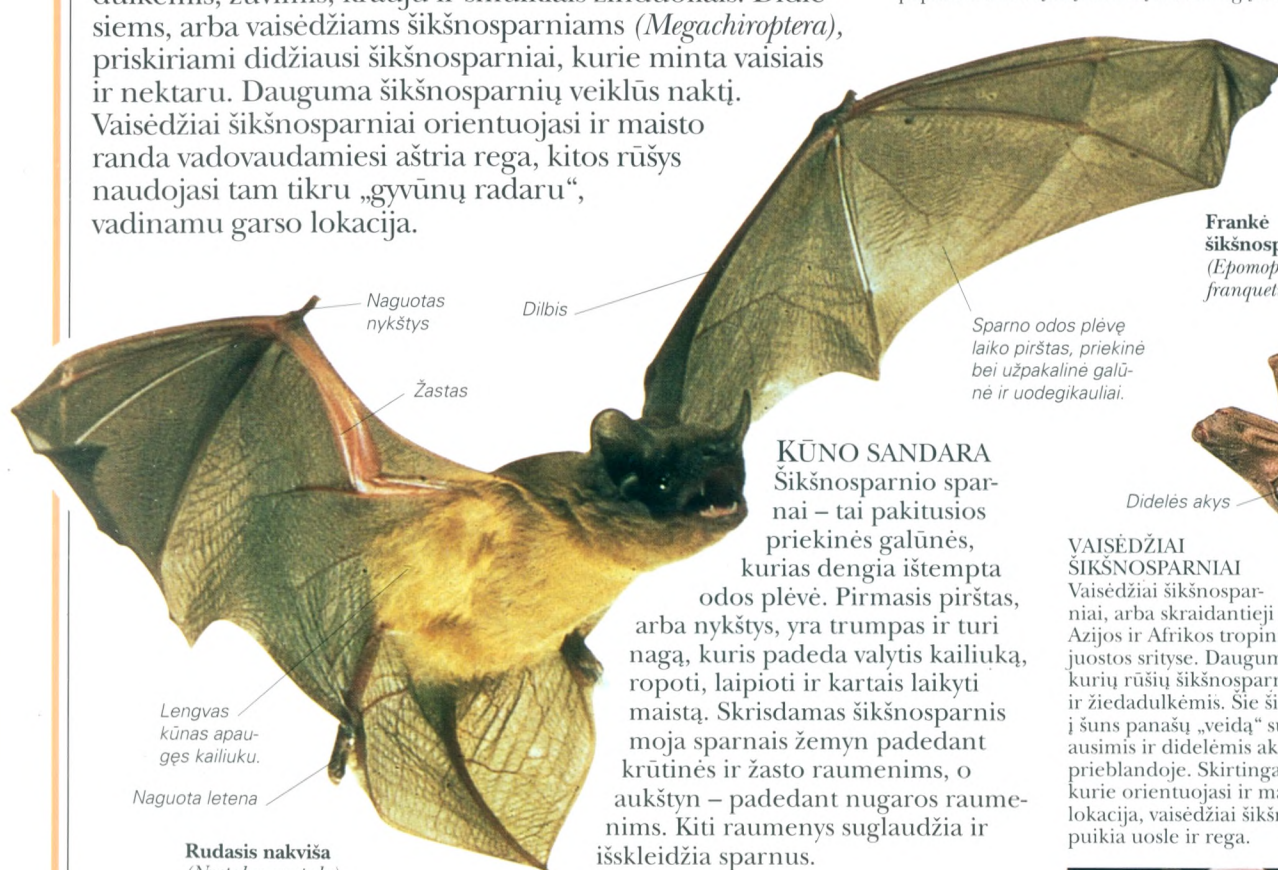 siems, arba vaisėdžiams šikšnosparniams (Megachiroptera),
priskiriami didžiausi šikšnosparniai, kurie minta vaisiais
ir nektaru. Dauguma šikšnosparnių veiklūs naktį.
Vaisėdžiai šikšnosparniai orientuojasi ir maisto
randa vadovaudamiesi aštria rega, kitos rūšys
naudojasi tam tikru „gyvūnų radaru“,
vadinamu garso lokacija.
Naguotas
nykštys
Dilbis
Žastas
Sparno odos plėvę
laiko pirštas, priekinė
bei užpakalinė galū-
nė ir uodegikauliai.
Frankė
šikšnosp
(Epomop
franquet
Didelės akys
KŪNO SANDARA
Šikšnosparnio spar-
nai – tai pakitusios
priekinės galūnės,
kurias dengia ištempta
odos plėvė. Pirmasis pirštas,
arba nykštys, yra trumpas ir turi
nagą, kuris padeda valytis kailiuką,
ropoti, laipioti ir kartais laikyti
maistą. Skrisdamas šikšnosparnis
moja sparnais žemyn padedant
krūtinės ir žasto raumenims, o
aukštyn – padedant nugaros raume-
nims. Kiti raumenys suglaudžia ir
išskleidžia sparnus.
Lengvas
kūnas apau-
gęs kailiuku.
Naguota letena
Rudasis nakviša
VAISĖDŽIAI
ŠIKŠNOSPARNIAI
Vaisėdžiai šikšnospar-
niai, arba skraidantieji
Azijos ir Afrikos tropin
juostos srityse. Daugum
kurių rūšių šikšnosparn
ir žiedadulkėmis. Šie ši
į šuns panašų „veidą“ su
ausimis ir didelėmis ak
prieblandoje. Skirtinga
kurie orientuojasi ir ma
lokacija, vaisėdžiai šikšn
puikia uosle ir rega.